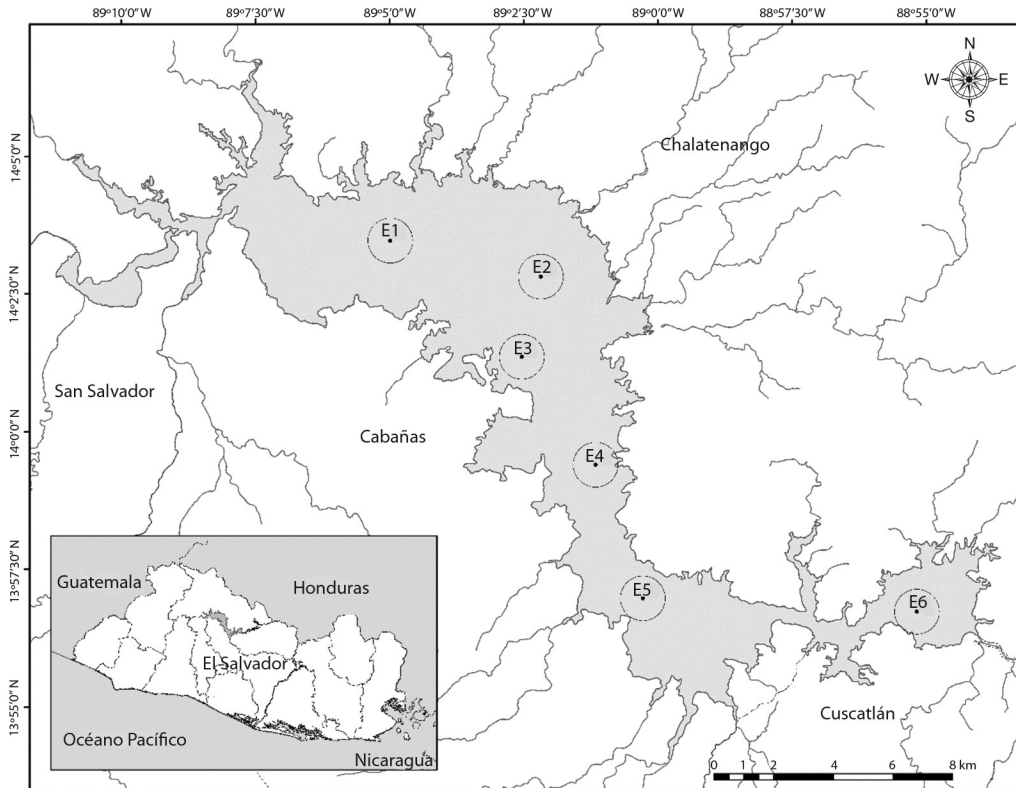 89°10'0"W 89°7'30"W 89°5'0"W 89°2'30"W 89°0'0"W 88°57'30"W 88°55'0"W
N
W E
S
14°5'0" N
Chalatenango
E1
E2
14°2'30" N
E3
San Salvador
Cabañas
14°0'0" N
E4
13°57'30" N
Guatemala
Honduras
E5
E6
El Salvador
13°55'0" N
Cuscatlán
Océano Pacífico
Nicaragua
0 1 2 4 6 8 km